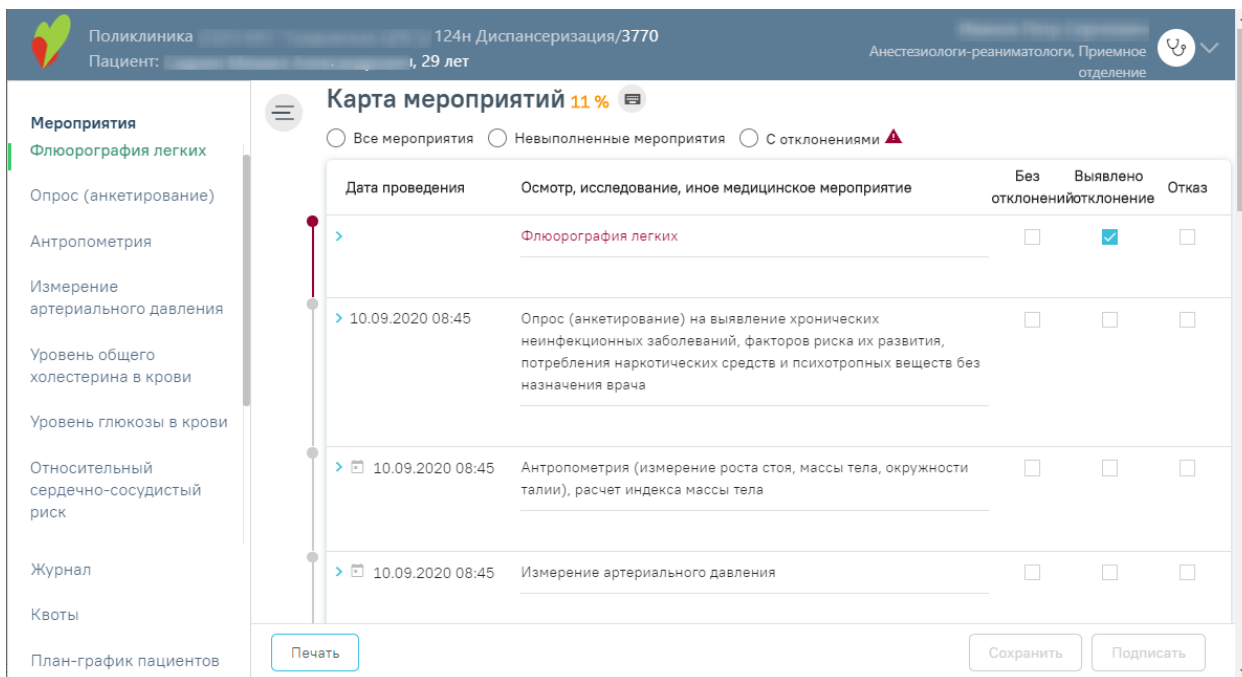 Поликлиника 124н Диспансеризация/3770
Пациент: , 29 лет
Анестезиологи-реаниматологи, Приемное
отделение
Мероприятия
Флюорография легких
Опрос (анкетирование)
Антропометрия
Измерение
артериального давления
Уровень общего
холестерина в крови
Уровень глюкозы в крови
Относительный
сердечно-сосудистый
риск
Журнал
Квоты
План-график пациентов
Карта мероприятий 11 %
Все мероприятия Невыполненные мероприятия С отклонениями
Дата проведения Осмотр, исследование, иное медицинское мероприятие Без отклонений Выявлено отклонение Отказ
Флюорография легких
10.09.2020 08:45 Опрос (анкетирование) на выявление хронических
неинфекционных заболеваний, факторов риска их развития,
потребления наркотических средств и психотропных веществ без
назначения врача
10.09.2020 08:45 Антропометрия (измерение роста стоя, массы тела, окружности
талии), расчет индекса массы тела
10.09.2020 08:45 Измерение артериального давления
Печать Сохранить Подписать